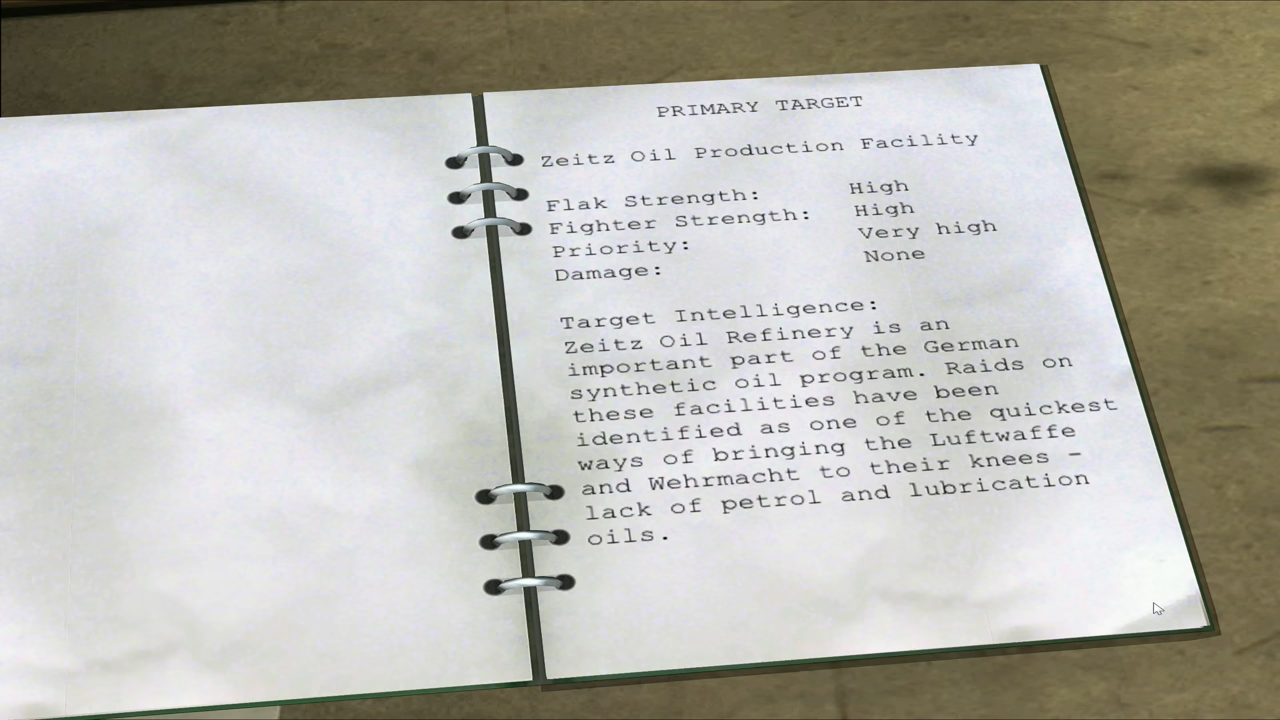 PRIMARY TARGET
Zeitz Oil Production Facility
Flak Strength: High
Fighter Strength: High
Priority: Very high
Damage: None
Target Intelligence:
Zeitz Oil Refinery is an
important part of the German
synthetic oil program. Raids on
these facilities have been
identified as one of the quickest
ways of bringing the Luftwaffe
and Wehrmacht to their knees -
lack of petrol and lubrication
oils.